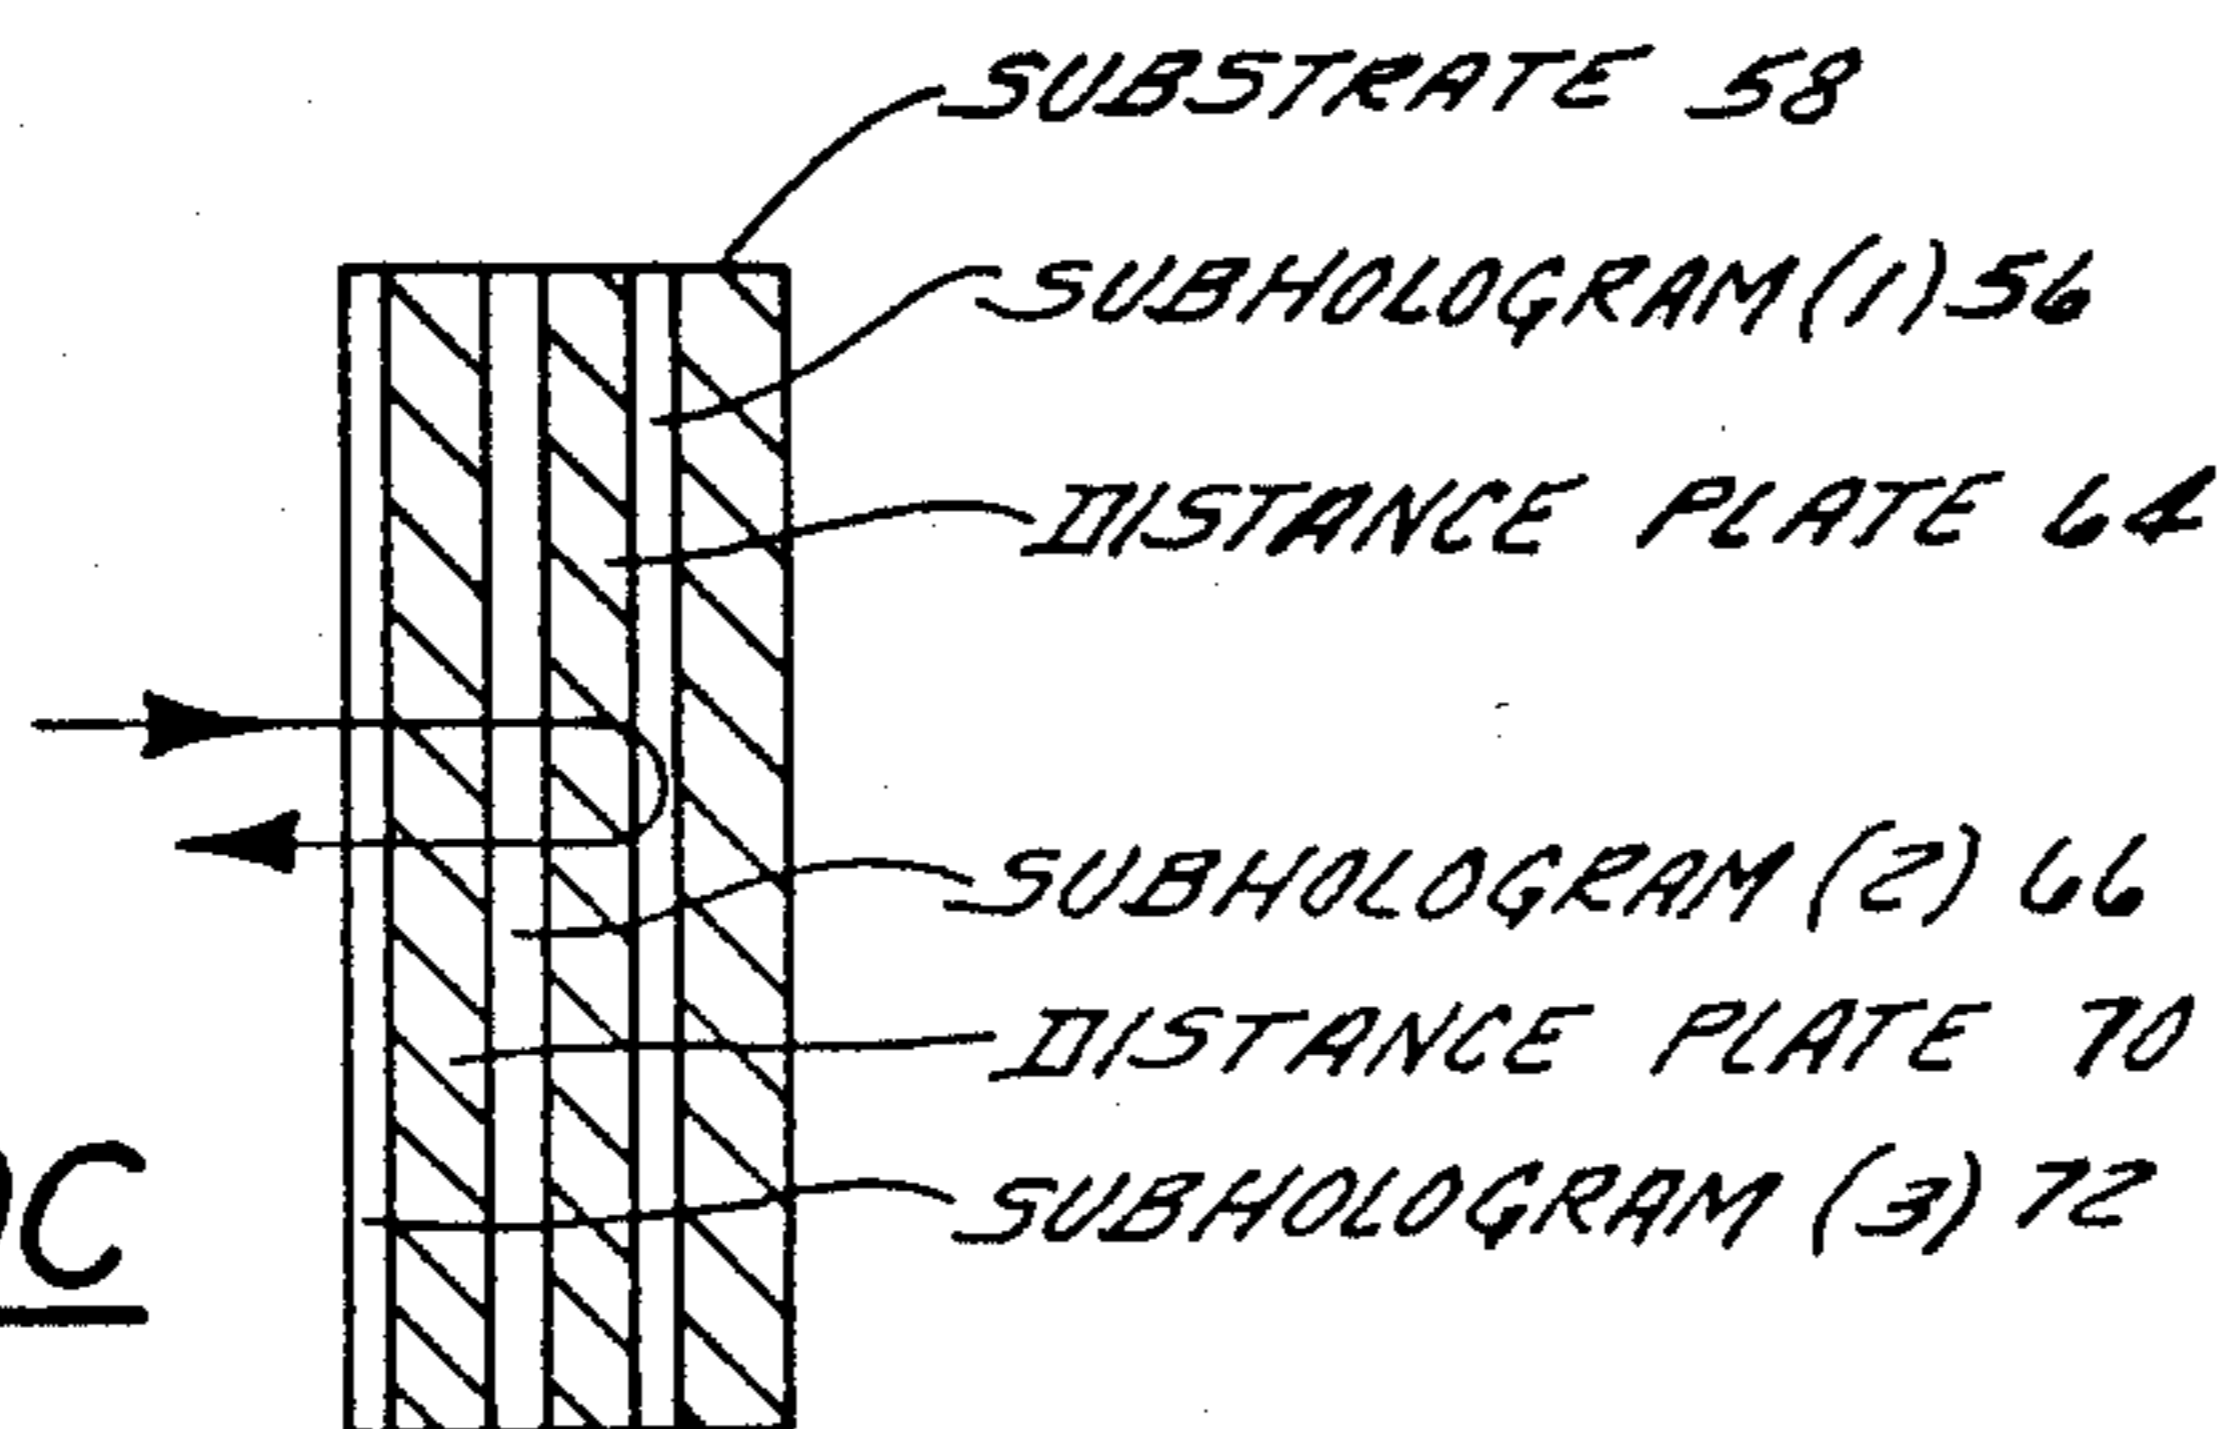 SUBSTRATE 58
SUBHOLOGRAM (1) 56
DISTANCE PLATE 64
SUBHOLOGRAM (2) 66
DISTANCE PLATE 70
SUBHOLOGRAM (3) 72
C